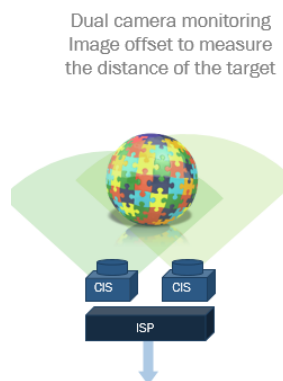 Dual camera monitoring
Image offset to measure
the distance of the target
CIS CIS
ISP